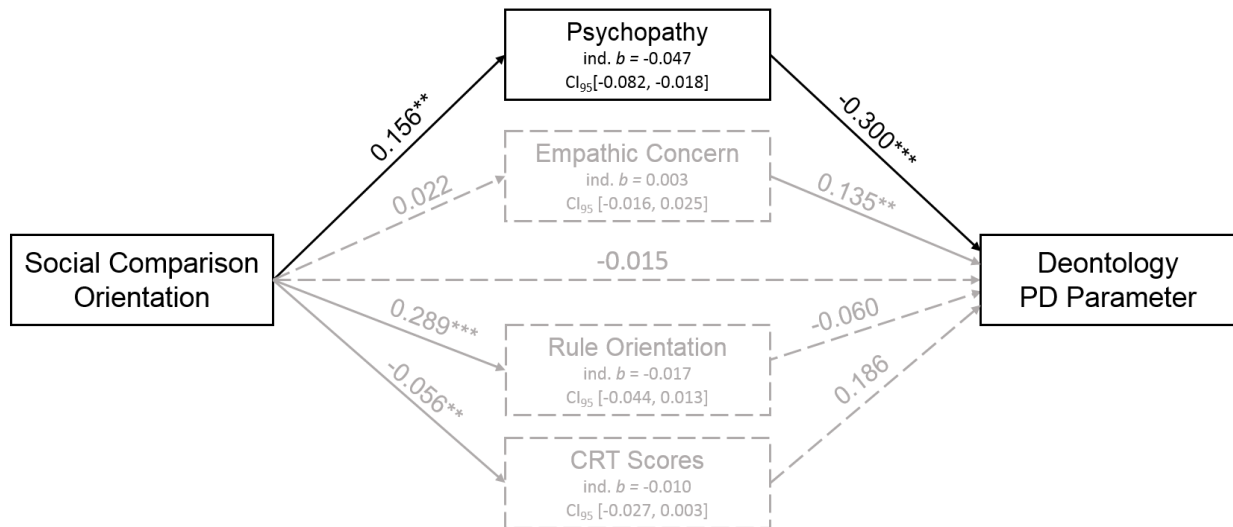 Psychopathy
ind. b = -0.047
CI₉₅[-0.082, -0.018]
0.156**
-0.300***
Empathic Concern
ind. b = 0.003
CI₉₅ [-0.016, 0.025]
0.022
0.135**
Social Comparison
Orientation
-0.015
Deontology
PD Parameter
0.289***
-0.060
Rule Orientation
ind. b = -0.017
CI₉₅ [-0.044, 0.013]
-0.056**
0.186
CRT Scores
ind. b = -0.010
CI₉₅ [-0.027, 0.003]